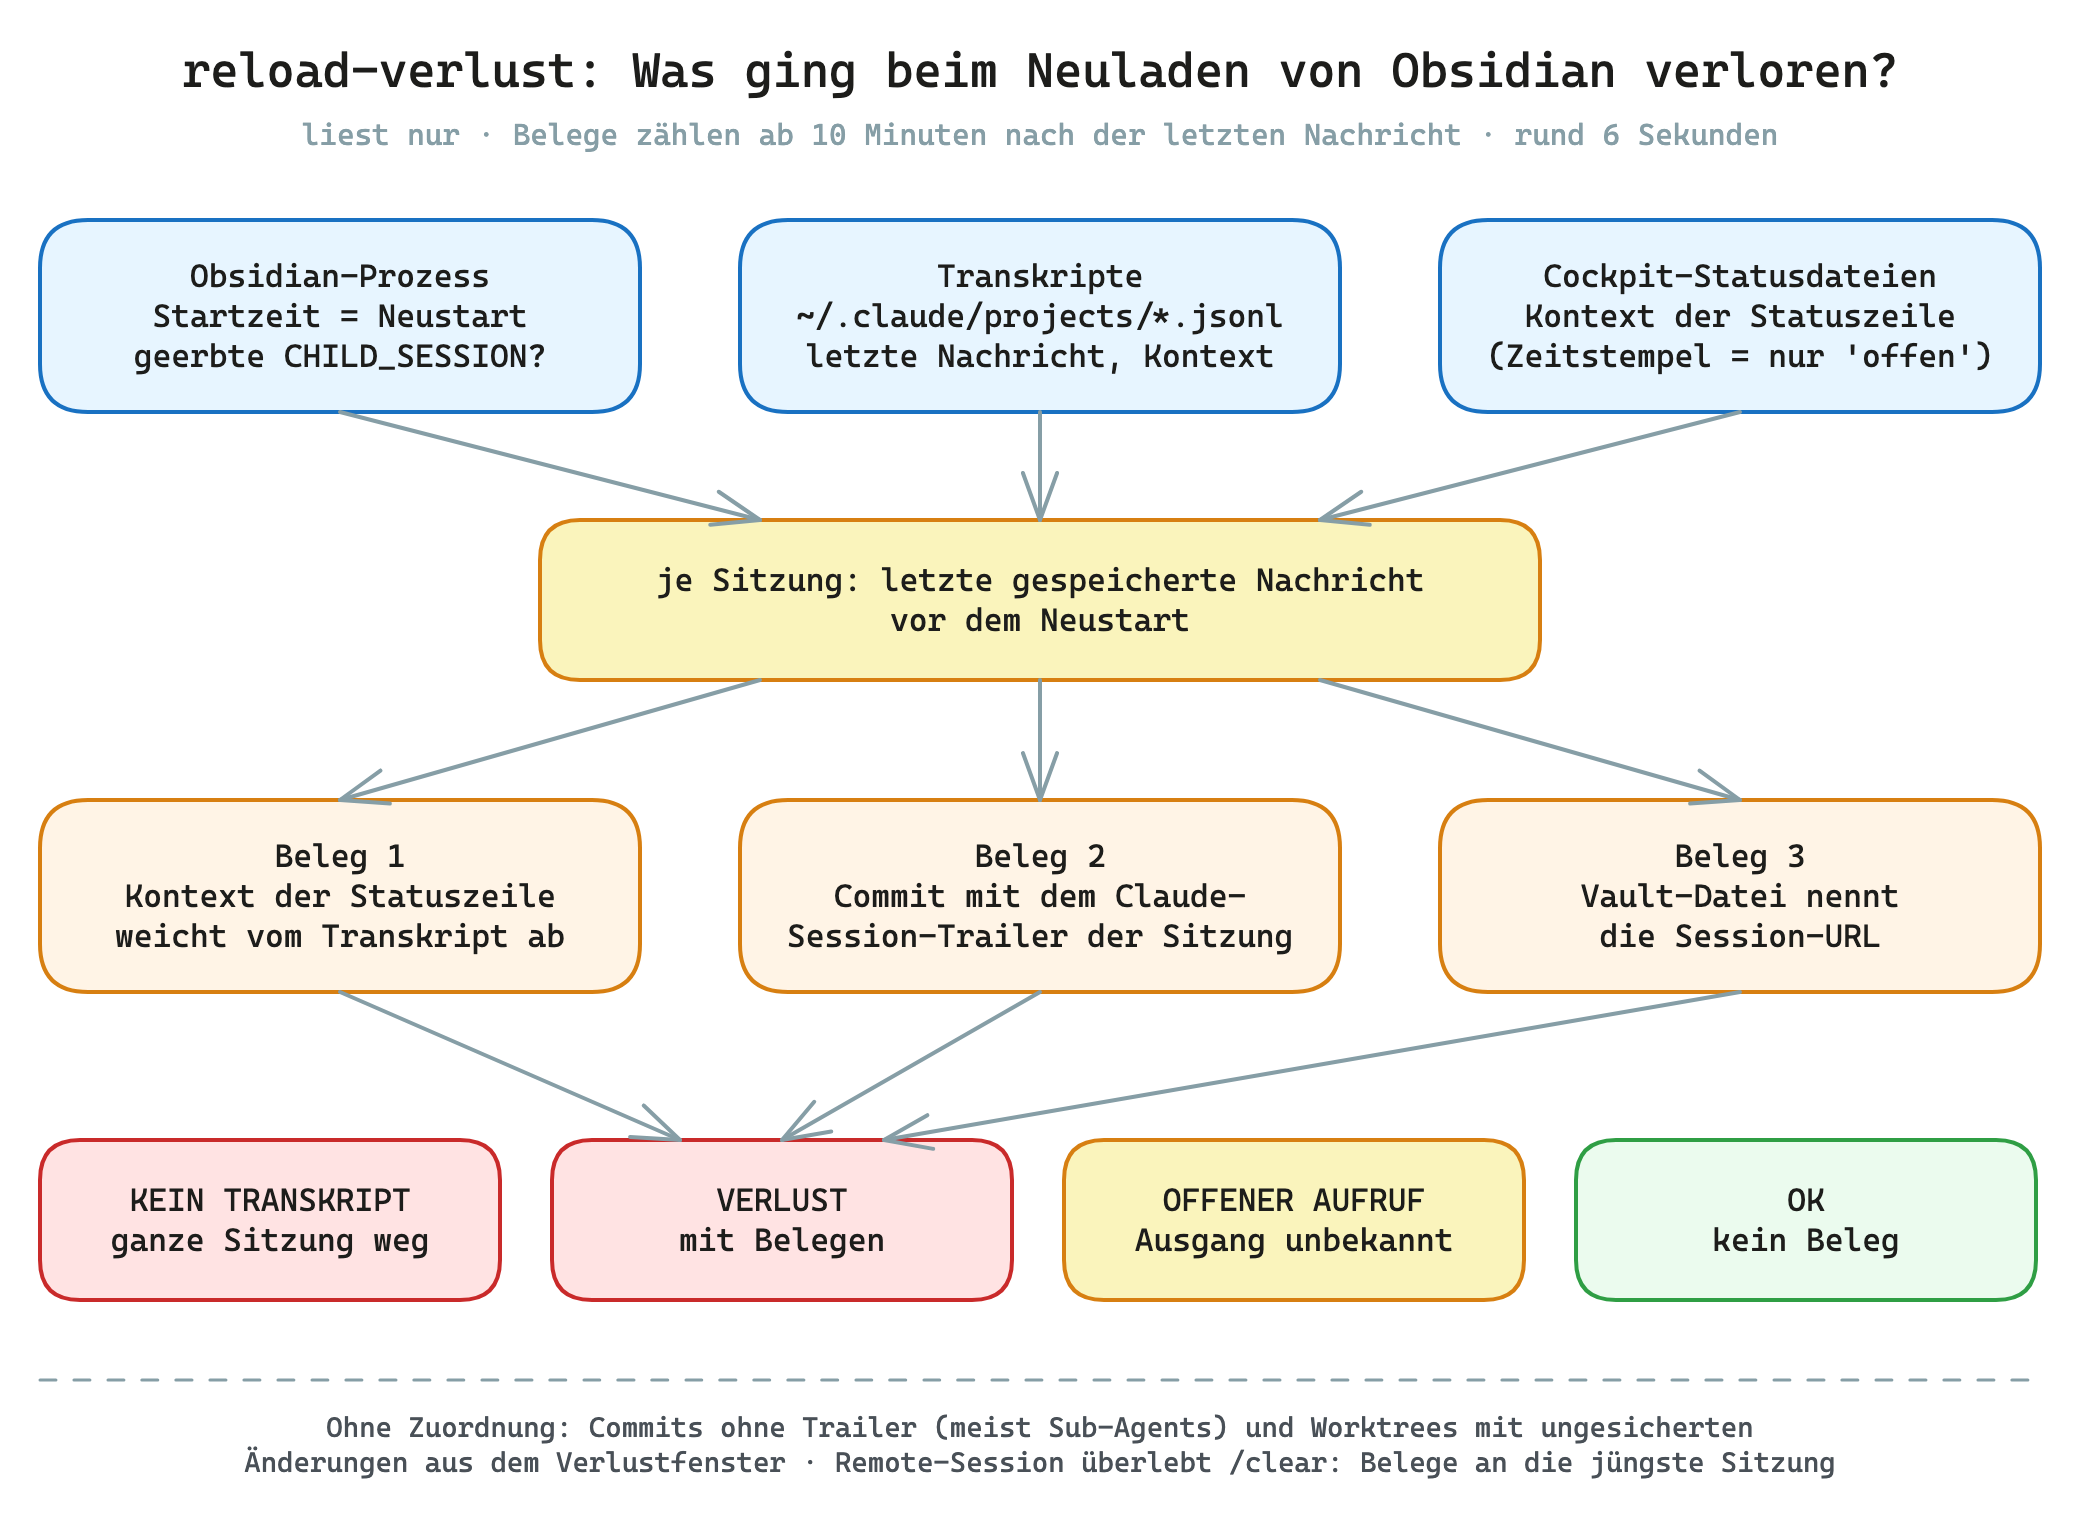 reload-verlust: Was ging beim Neuladen von Obsidian verloren?
liest nur · Belege zählen ab 10 Minuten nach der letzten Nachricht · rund 6 Sekunden
Obsidian-Prozess
Startzeit = Neustart
geerbte CHILD_SESSION?
Transkripte
~/.claude/projects/*.jsonl
letzte Nachricht, Kontext
Cockpit-Statusdateien
Kontext der Statuszeile
(Zeitstempel = nur 'offen')
je Sitzung: letzte gespeicherte Nachricht
vor dem Neustart
Beleg 1
Kontext der Statuszeile
weicht vom Transkript ab
Beleg 2
Commit mit dem Claude-
Session-Trailer der Sitzung
Beleg 3
Vault-Datei nennt
die Session-URL
KEIN TRANSKRIPT
ganze Sitzung weg
VERLUST
mit Belegen
OFFENER AUFRUF
Ausgang unbekannt
OK
kein Beleg
Ohne Zuordnung: Commits ohne Trailer (meist Sub-Agents) und Worktrees mit ungesicherten
Änderungen aus dem Verlustfenster · Remote-Session überlebt /clear: Belege an die jüngste Sitzung